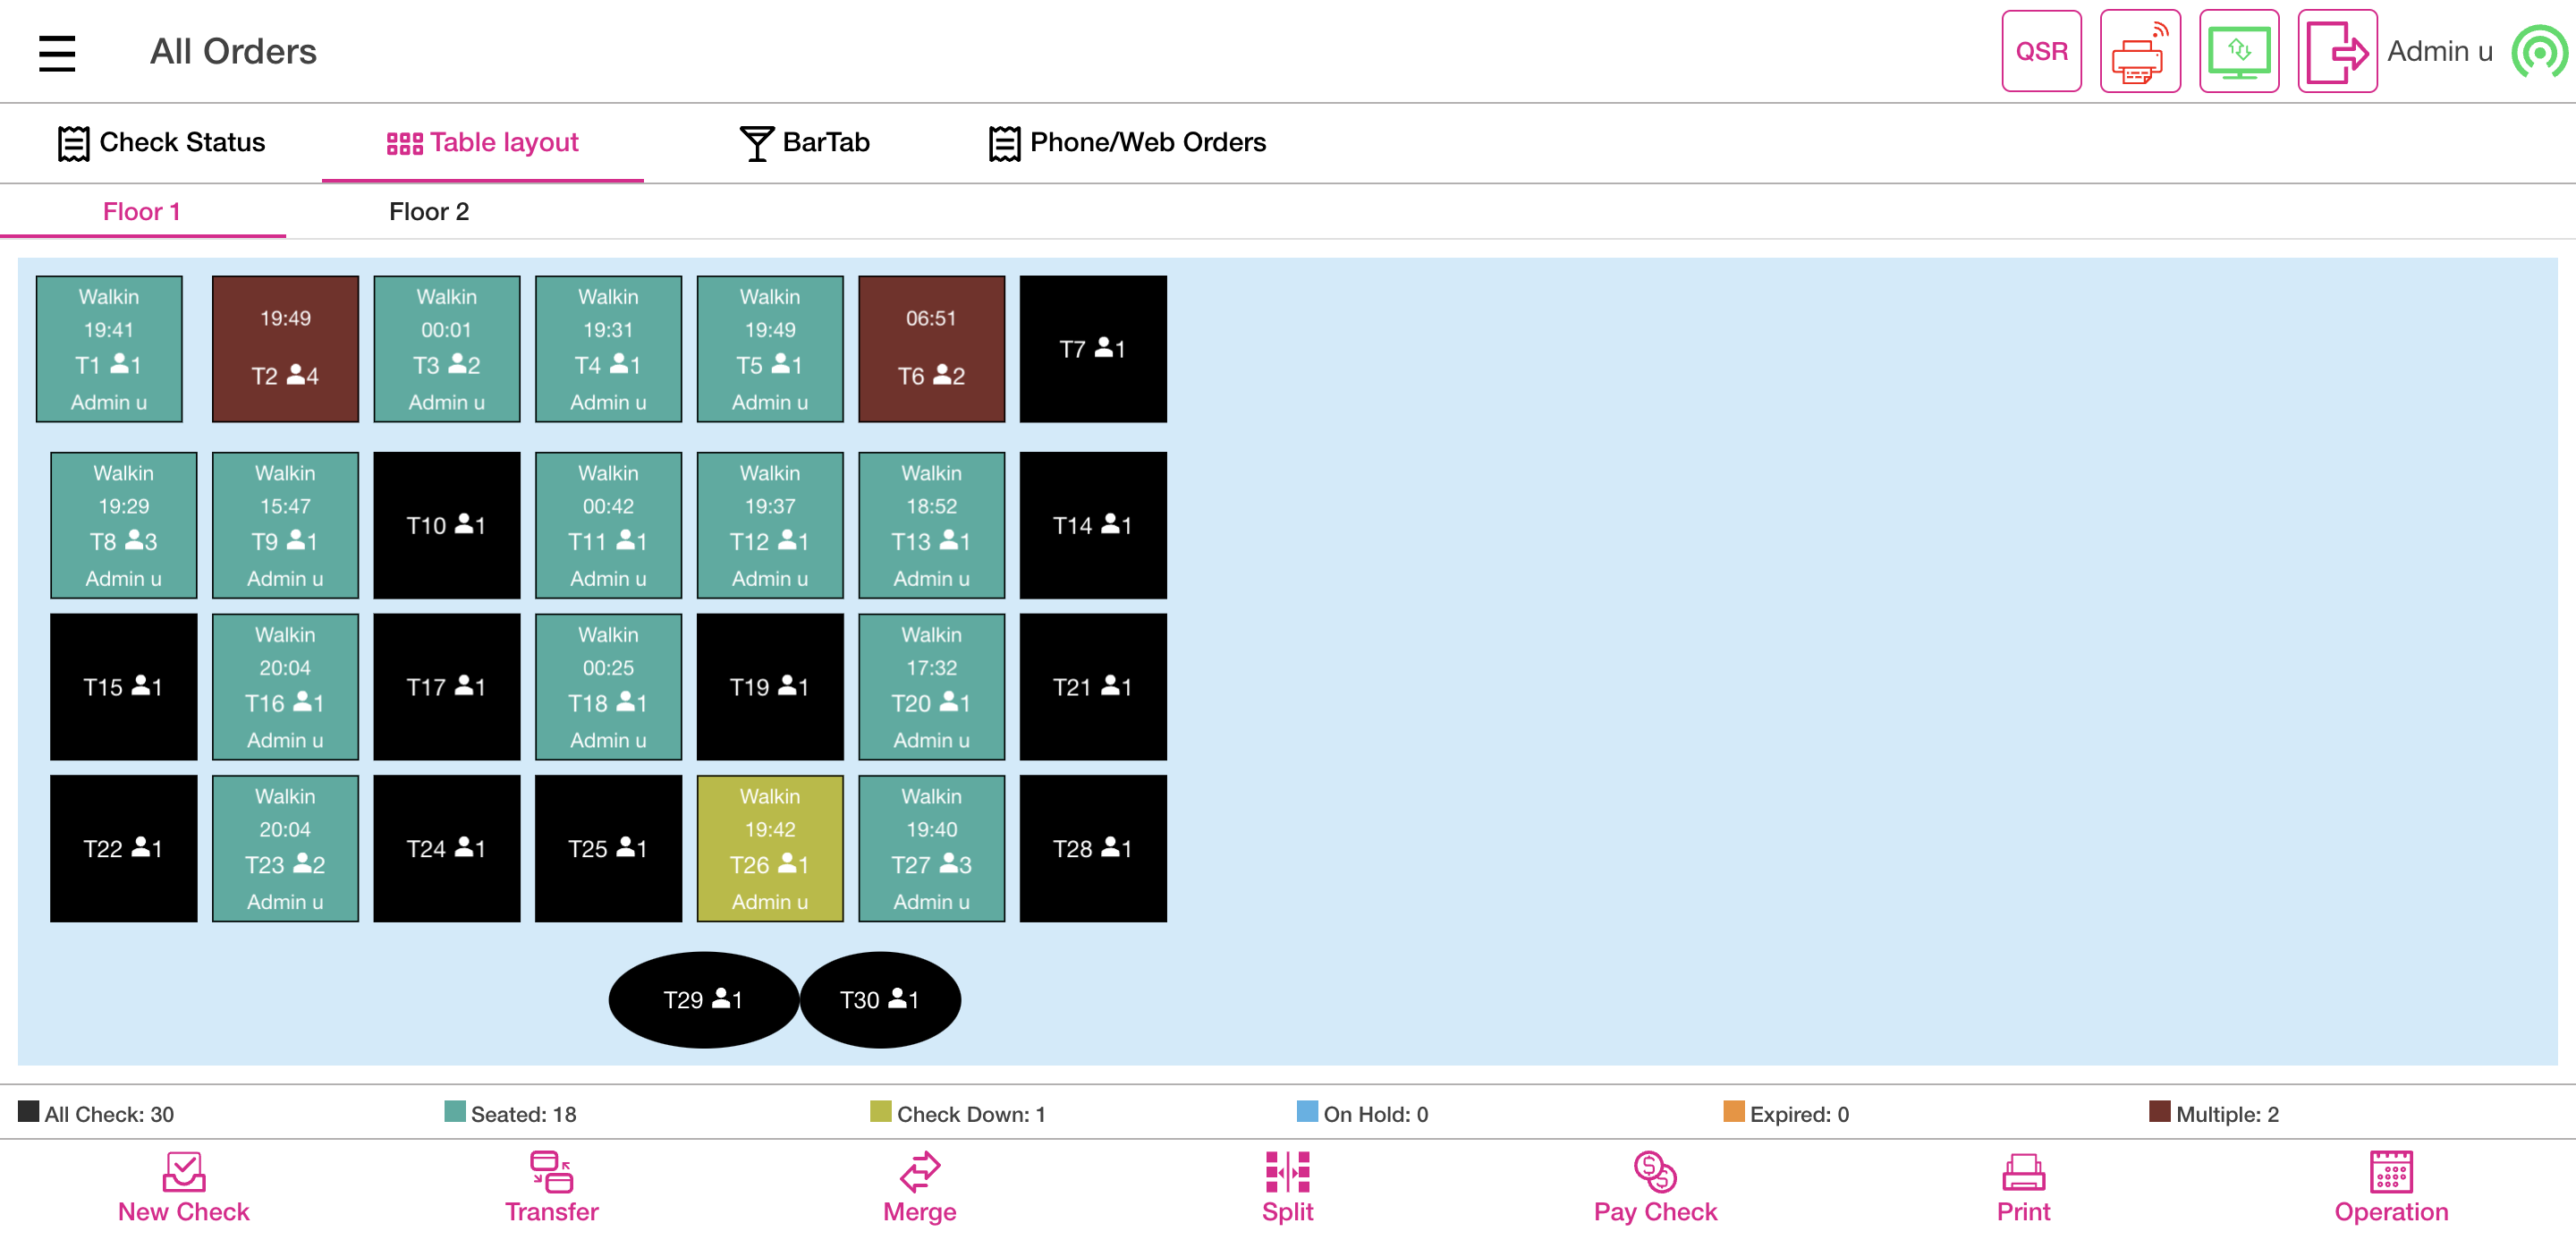 All Orders
QSR
Admin u
Check Status
Table layout
BarTab
Phone/Web Orders
Floor 1
Floor 2
Walkin
19:41
T1 1
Admin u
19:49
T2 4
Walkin
00:01
T3 2
Admin u
Walkin
19:31
T4 1
Admin u
Walkin
19:49
T5 1
Admin u
06:51
T6 2
T7 1
Walkin
19:29
T8 3
Admin u
Walkin
15:47
T9 1
Admin u
T10 1
Walkin
00:42
T11 1
Admin u
Walkin
19:37
T12 1
Admin u
Walkin
18:52
T13 1
Admin u
T14 1
T15 1
Walkin
20:04
T16 1
Admin u
T17 1
Walkin
00:25
T18 1
Admin u
T19 1
Walkin
17:32
T20 1
Admin u
T21 1
T22 1
Walkin
20:04
T23 2
Admin u
T24 1
T25 1
Walkin
19:42
T26 1
Admin u
Walkin
19:40
T27 3
Admin u
T28 1
T29 1
T30 1
All Check: 30
Seated: 18
Check Down: 1
On Hold: 0
Expired: 0
Multiple: 2
New Check
Transfer
Merge
Split
Pay Check
Print
Operation